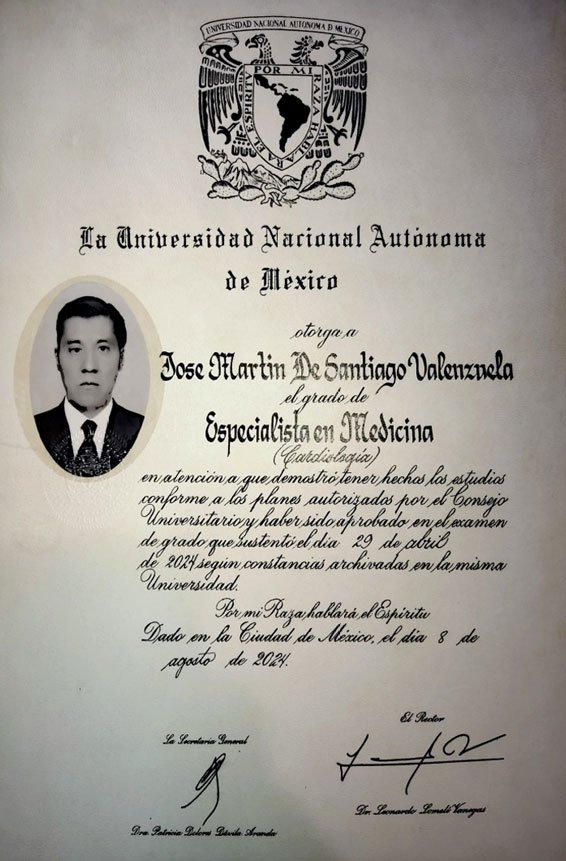 UNIVERSIDAD NACIONAL AUTONOMA D MEXICO
POR MI RAZA HABLARA EL ESPIRITU
La Universidad Nacional Autónoma
de México
otorga a
Jose Martin De Santiago Valenzuela
el grado de
Especialista en Medicina
(Cardiología)
en atención a que demostró tener hechos los estudios
conforme a los planes autorizados por el Consejo
Universitario y haber sido aprobado en el examen
de grado que sustentó el día 29 de abril
de 2024 según constancias archivadas en la misma
Universidad.
Por mi Raza hablará el Espíritu
Dado en la Ciudad de México, el día 8 de
agosto de 2024.
El Rector
La Secretaria General
Dr. Leonardo Lomelí Vanegas
Dra. Patricia Dolores Dávila Aranda